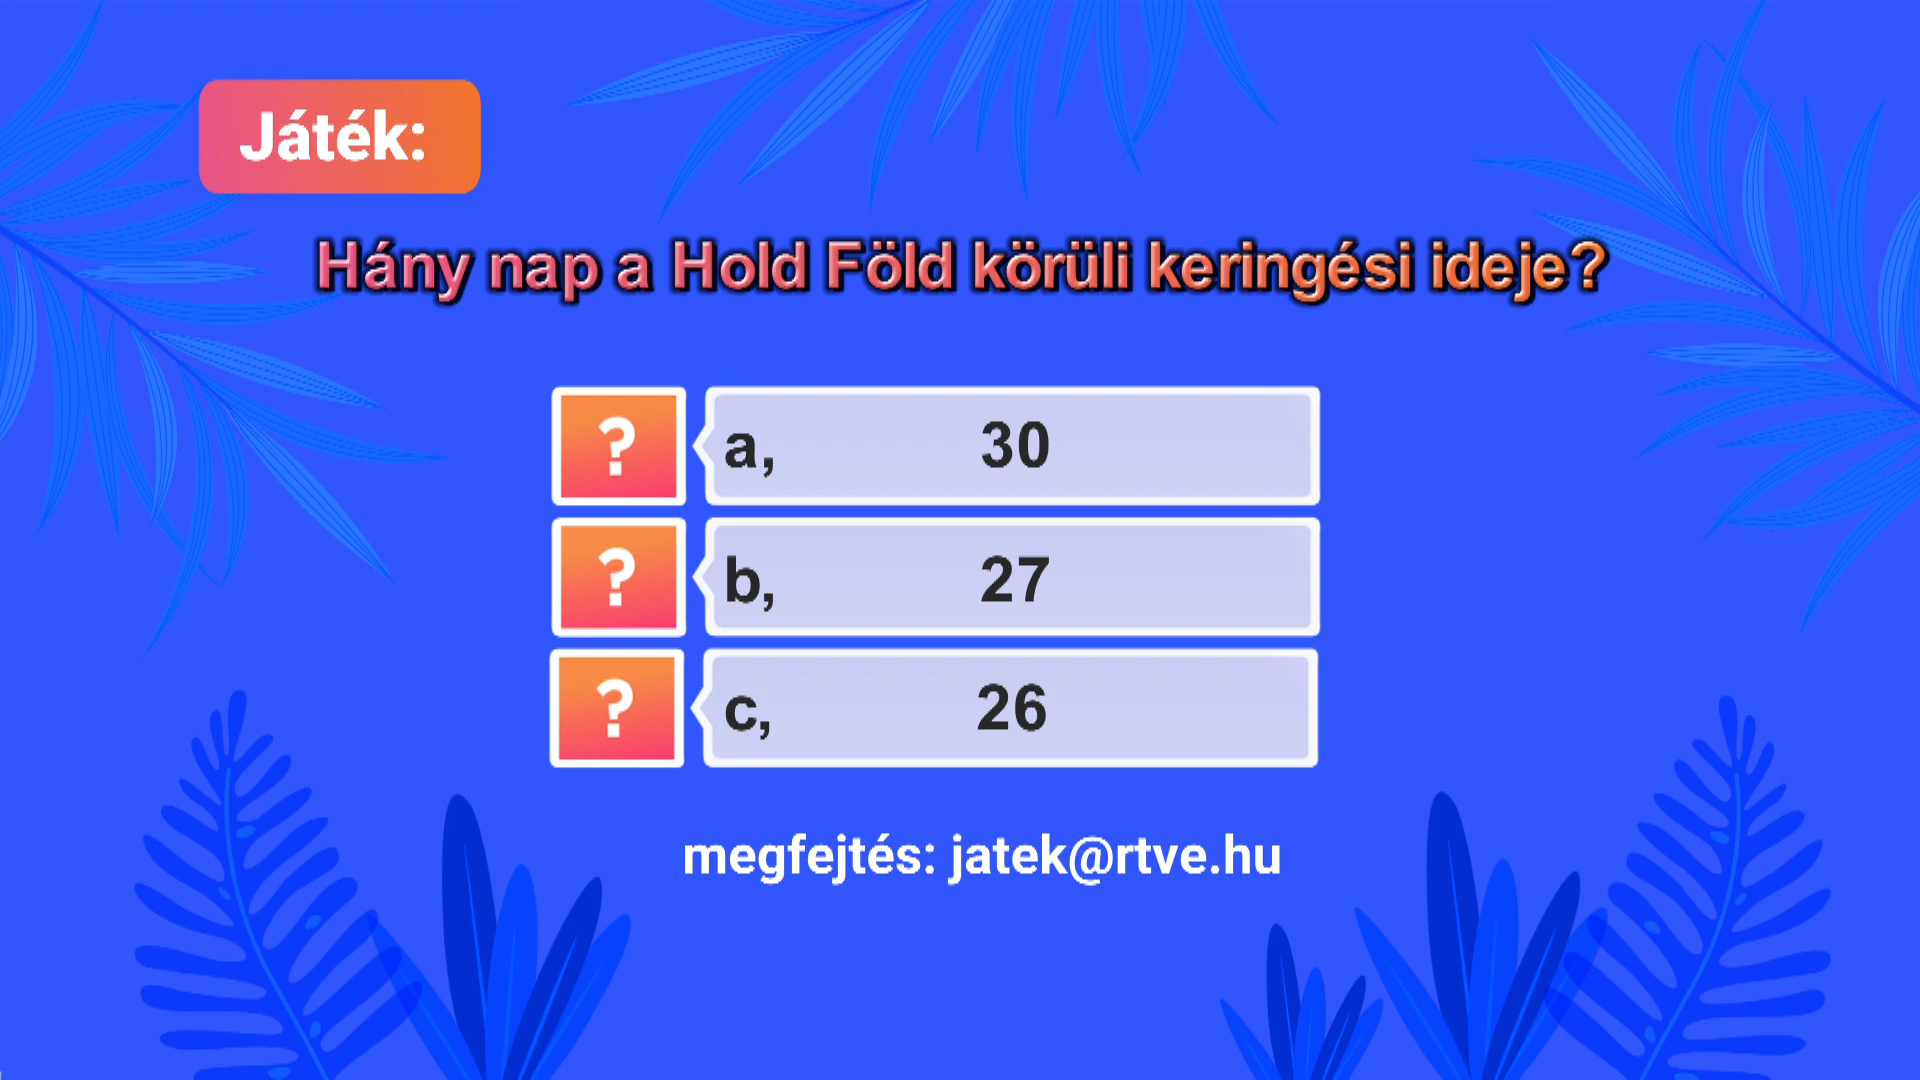 Játék:
Hány nap a Hold Föld körüli keringési ideje?
? a, 30
? b, 27
? c, 26
megfejtés: jatek@rtve.hu